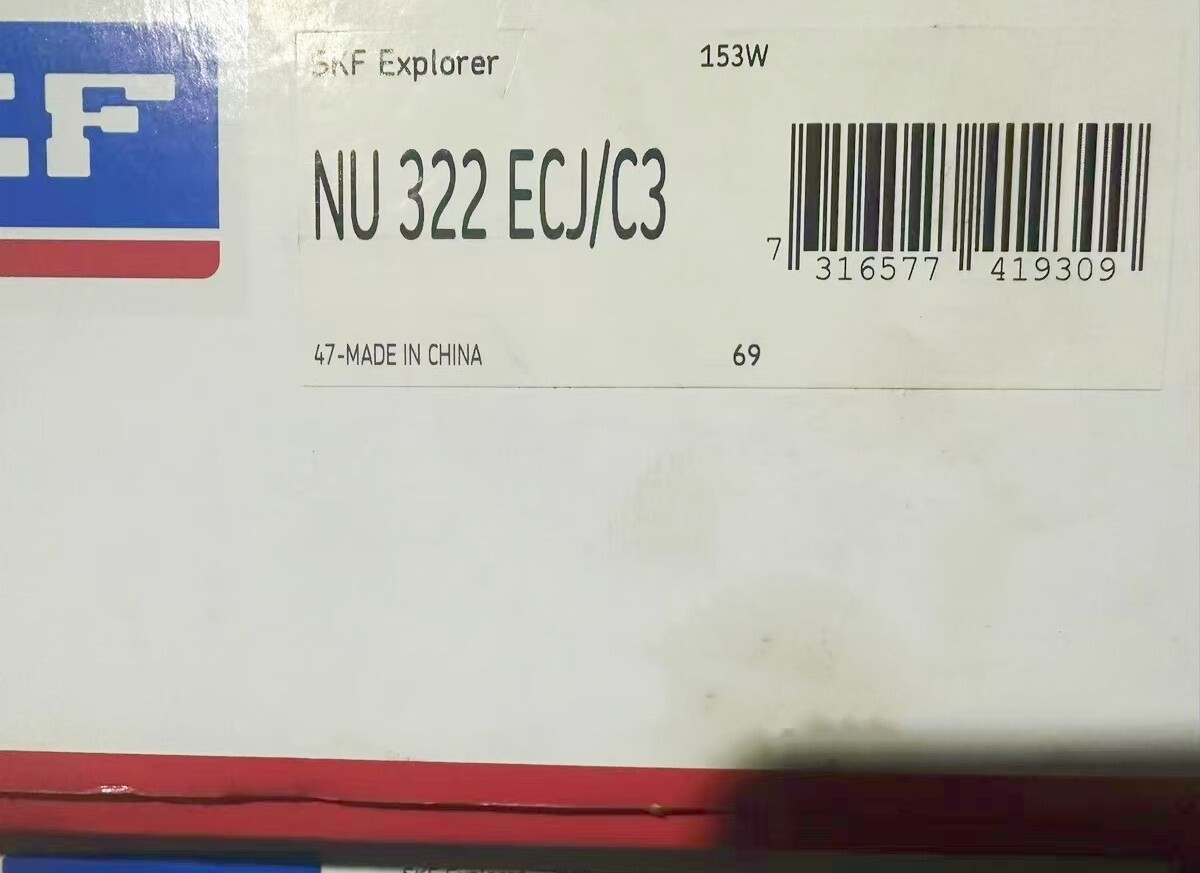 SKF Explorer
153W
NU 322 ECJ/C3
7 316577 419309
47-MADE IN CHINA
69